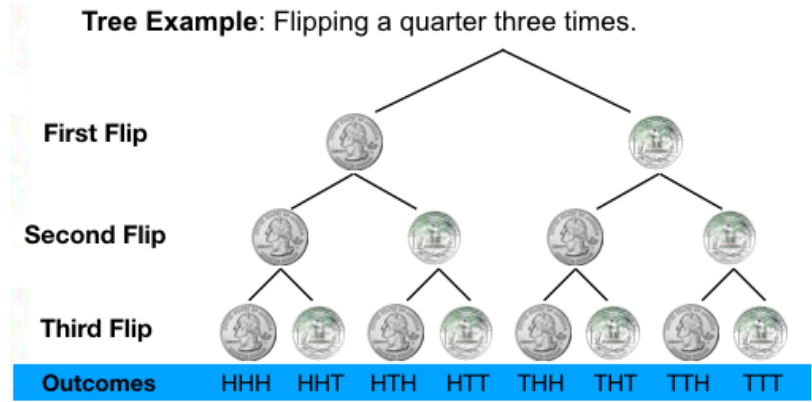 Tree Example: Flipping a quarter three times.
First Flip
Second Flip
Third Flip
Outcomes HHH HHT HTH HTT THH THT TTH TTT